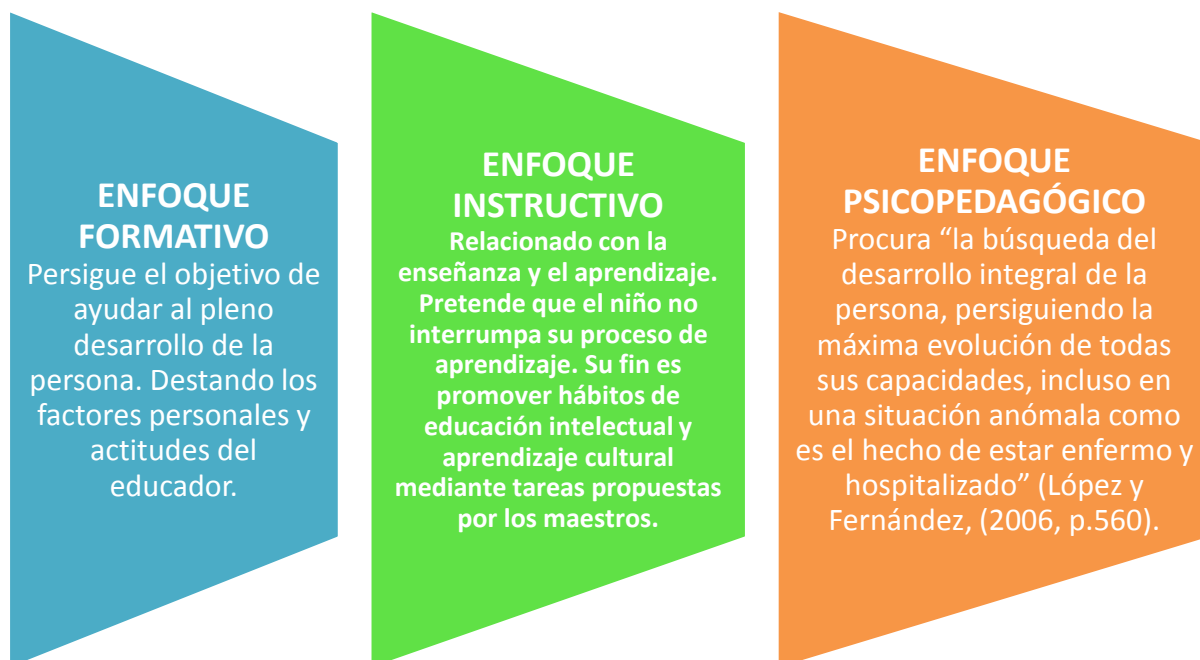 ENFOQUE
FORMATIVO
Persigue el objetivo de
ayudar al pleno
desarrollo de la
persona. Destando los
factores personales y
actitudes del
educador.
ENFOQUE
INSTRUCTIVO
Relacionado con la
enseñanza y el aprendizaje.
Pretende que el niño no
interrumpa su proceso de
aprendizaje. Su fin es
promover hábitos de
educación intelectual y
aprendizaje cultural
mediante tareas propuestas
por los maestros.
ENFOQUE
PSICOPEDAGÓGICO
Procura “la búsqueda del
desarrollo integral de la
persona, persiguiendo la
máxima evolución de todas
sus capacidades, incluso en
una situación anómala como
es el hecho de estar enfermo y
hospitalizado” (López y
Fernández, (2006, p.560).